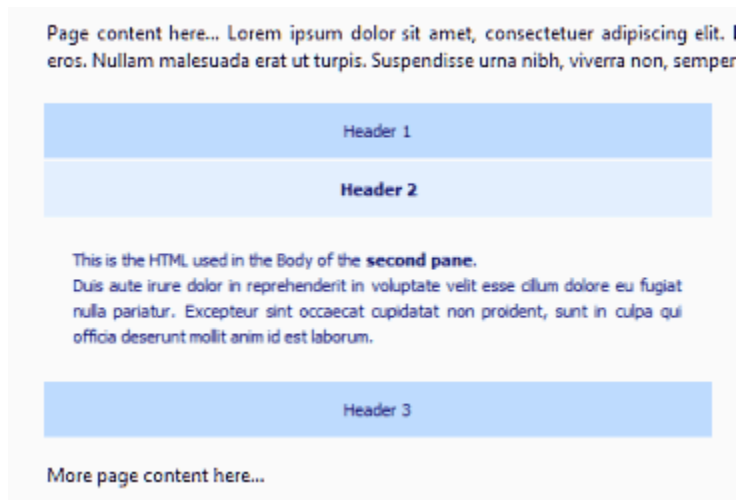 Page content here... Lorem ipsum dolor sit amet, consectetuer adipiscing elit.
eros. Nullam malesuada erat ut turpis. Suspendisse urna nibh, viverra non, semper
Header 1
Header 2
This is the HTML used in the Body of the second pane.
Duis aute irure dolor in reprehenderit in voluptate velit esse cillum dolore eu fugiat
nulla pariatur. Excepteur sint occaecat cupidatat non proident, sunt in culpa qui
officia deserunt mollit anim id est laborum.
Header 3
More page content here...